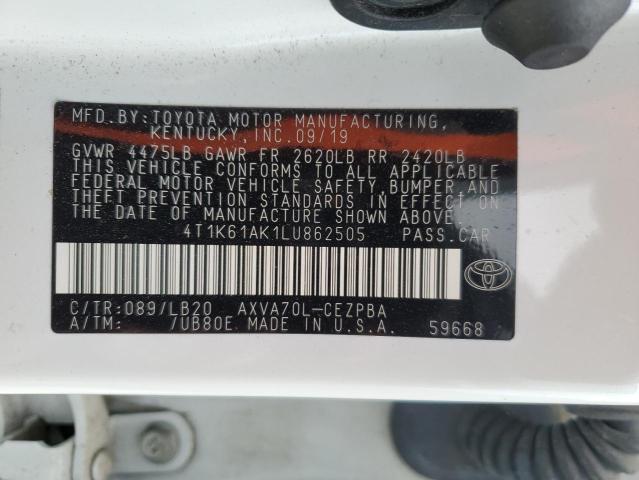 MFD.BY:TOYOTA MOTOR MANUFACTURING,
KENTUCKY, INC.09/19
GVWR 4475LB GAWR FR 2620LB RR 2420LB
THIS VEHICLE CONFORMS TO ALL APPLICABLE
FEDERAL MOTOR VEHICLE SAFETY,BUMPER,AND
THEFT PREVENTION STANDARDS IN EFFECT ON
THE DATE OF MANUFACTURE SHOWN ABOVE.
4T1K61AK1LU862505 PASS.CAR
C/TR:089/LB20 AXVA70L-CEZPBA
A/TM: /UB80E MADE IN U.S.A. 59668